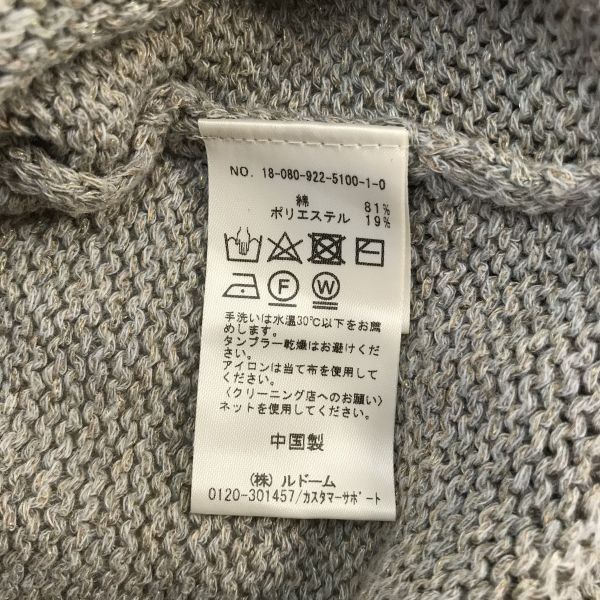 NO. 18-080-922-5100-1-0
綿 81%
ポリエステル 19%
F W
手洗いは水温30℃以下をお薦
めします。
タンブラー乾燥はお避けくださ
い。
アイロンは当て布を使用して
ください。
〈クリーニング店へのお願い〉
ネットを使用してください。
中国製
(株) ルドーム
0120-301457/カスタマーサポート